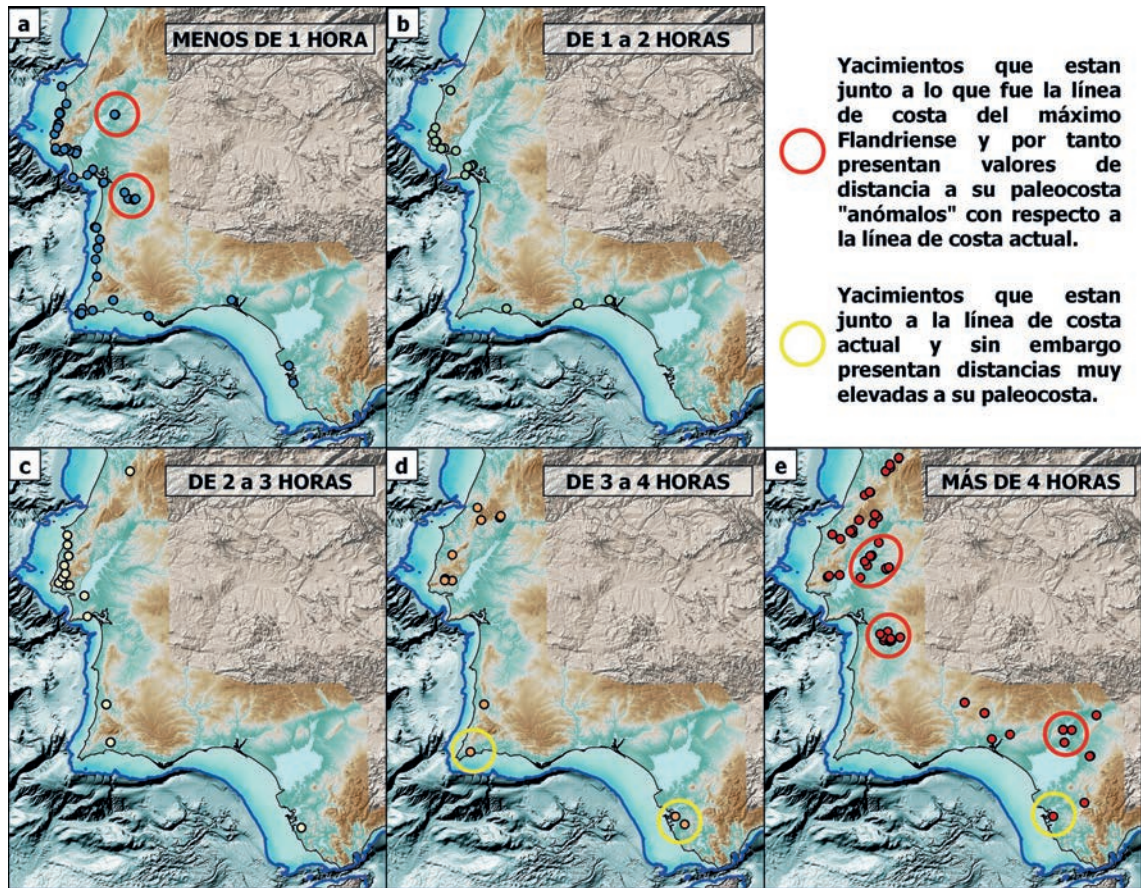 a
MENOS DE 1 HORA
b
DE 1 a 2 HORAS
Yacimientos que estan
junto a lo que fue la línea
de costa del máximo
Flandriense y por tanto
presentan valores de
distancia a su paleocosta
"anómalos" con respecto a
la línea de costa actual.
Yacimientos que estan
junto a la línea de costa
actual y sin embargo
presentan distancias muy
elevadas a su paleocosta.
c
DE 2 a 3 HORAS
d
DE 3 a 4 HORAS
e
MÁS DE 4 HORAS